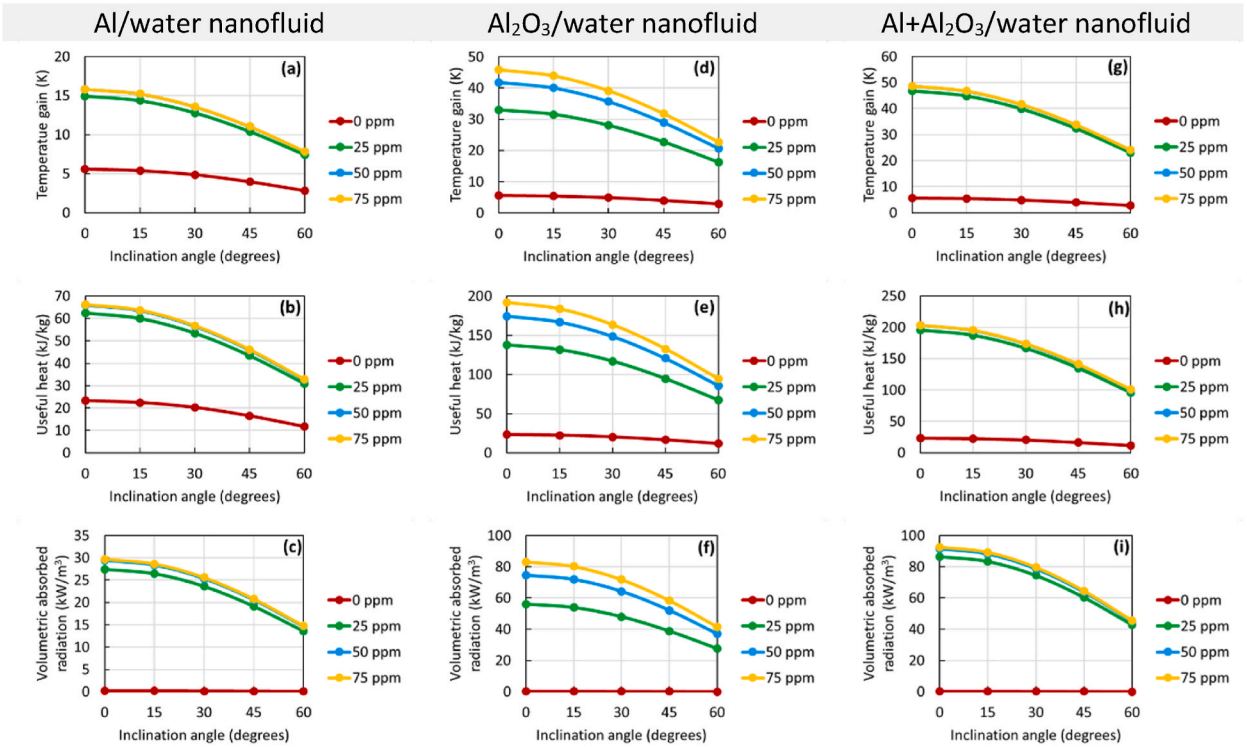 Al/water nanofluid
Al₂O₃/water nanofluid
Al+Al₂O₃/water nanofluid
(a)
Temperature gain (K)
20
15
10
5
0
0 15 30 45 60
Inclination angle (degrees)
0 ppm
25 ppm
50 ppm
75 ppm
(d)
Temperature gain (K)
50
40
30
20
10
0
0 15 30 45 60
Inclination angle (degrees)
0 ppm
25 ppm
50 ppm
75 ppm
(g)
Temperature gain (K)
60
50
40
30
20
10
0
0 15 30 45 60
Inclination angle (degrees)
0 ppm
25 ppm
50 ppm
75 ppm
(b)
Useful heat (kJ/kg)
70
60
50
40
30
20
10
0
0 15 30 45 60
Inclination angle (degrees)
0 ppm
25 ppm
50 ppm
75 ppm
(e)
Useful heat (kJ/kg)
200
150
100
50
0
0 15 30 45 60
Inclination angle (degrees)
0 ppm
25 ppm
50 ppm
75 ppm
(h)
Useful heat (kJ/kg)
250
200
150
100
50
0
0 15 30 45 60
Inclination angle (degrees)
0 ppm
25 ppm
50 ppm
75 ppm
(c)
Volumetric absorbed
radiation (kW/m³)
35
30
25
20
15
10
5
0
0 15 30 45 60
Inclination angle (degrees)
0 ppm
25 ppm
50 ppm
75 ppm
(f)
Volumetric absorbed
radiation (kW/m³)
100
80
60
40
20
0
0 15 30 45 60
Inclination angle (degrees)
0 ppm
25 ppm
50 ppm
75 ppm
(i)
Volumetric absorbed
radiation (kW/m³)
100
80
60
40
20
0
0 15 30 45 60
Inclination angle (degrees)
0 ppm
25 ppm
50 ppm
75 ppm